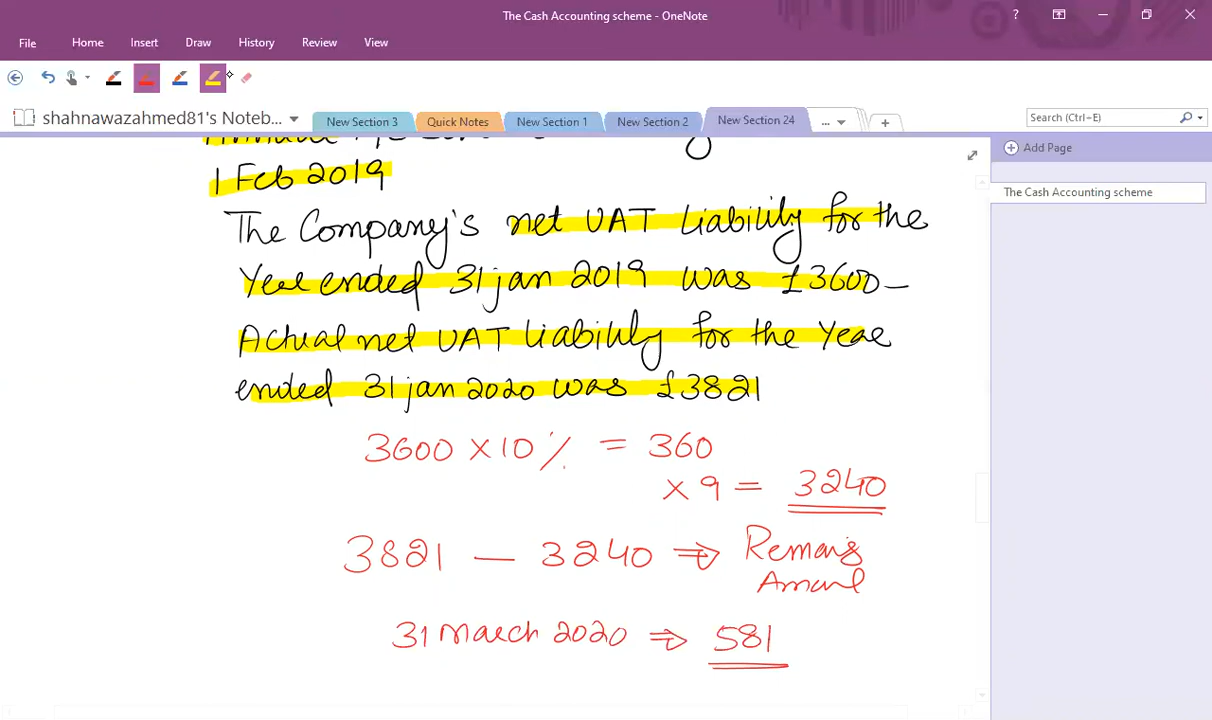 The Cash Accounting scheme - OneNote
?
File Home Insert Draw History Review View
shahnawazahmed81's Noteb... New Section 3 Quick Notes New Section 1 New Section 2 New Section 24 ... Search (Ctrl+E)
Add Page
The Cash Accounting scheme
1 Feb 2019
The Company's net VAT liability for the
Year ended 31 jan 2019 was £3600 -
Actual net VAT liability for the Year
ended 31 jan 2020 was £3821
3600 x 10% = 360
x 9 = 3240
3821 - 3240 ⇒ Remaing
31 March 2020 ⇒ 581